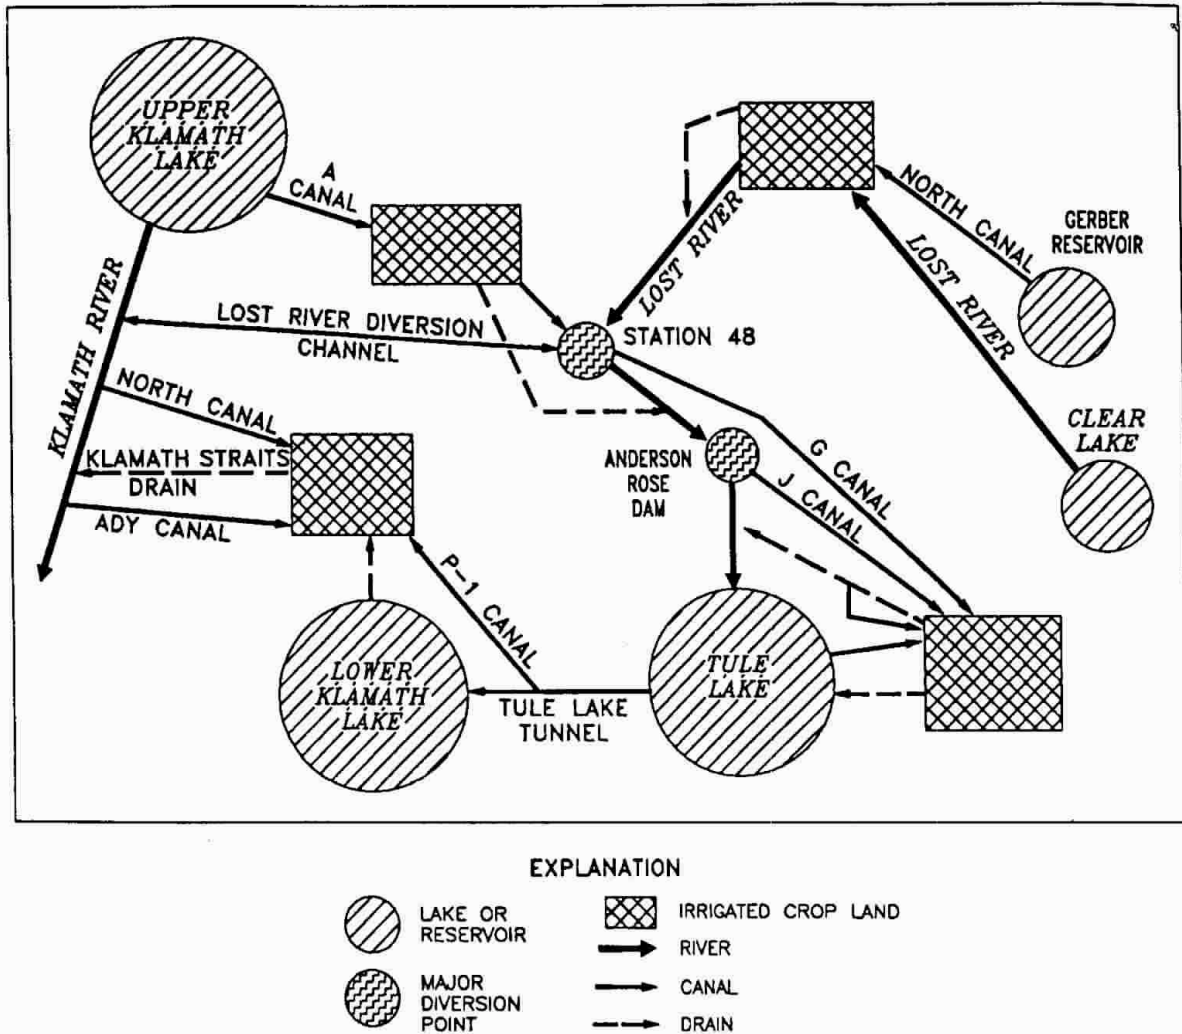 UPPER
KLAMATH
LAKE
A
CANAL
NORTH CANAL
GERBER
RESERVOIR
LOST RIVER
LOST RIVER
KLAMATH RIVER
LOST RIVER DIVERSION
CHANNEL
STATION 48
NORTH CANAL
KLAMATH STRAITS
DRAIN
ADY CANAL
ANDERSON
ROSE
DAM
G CANAL
J CANAL
CLEAR
LAKE
P-1 CANAL
LOWER
KLAMATH
LAKE
TULE LAKE
TUNNEL
TULE
LAKE
EXPLANATION
LAKE OR
RESERVOIR
IRRIGATED CROP LAND
RIVER
MAJOR
DIVERSION
POINT
CANAL
DRAIN